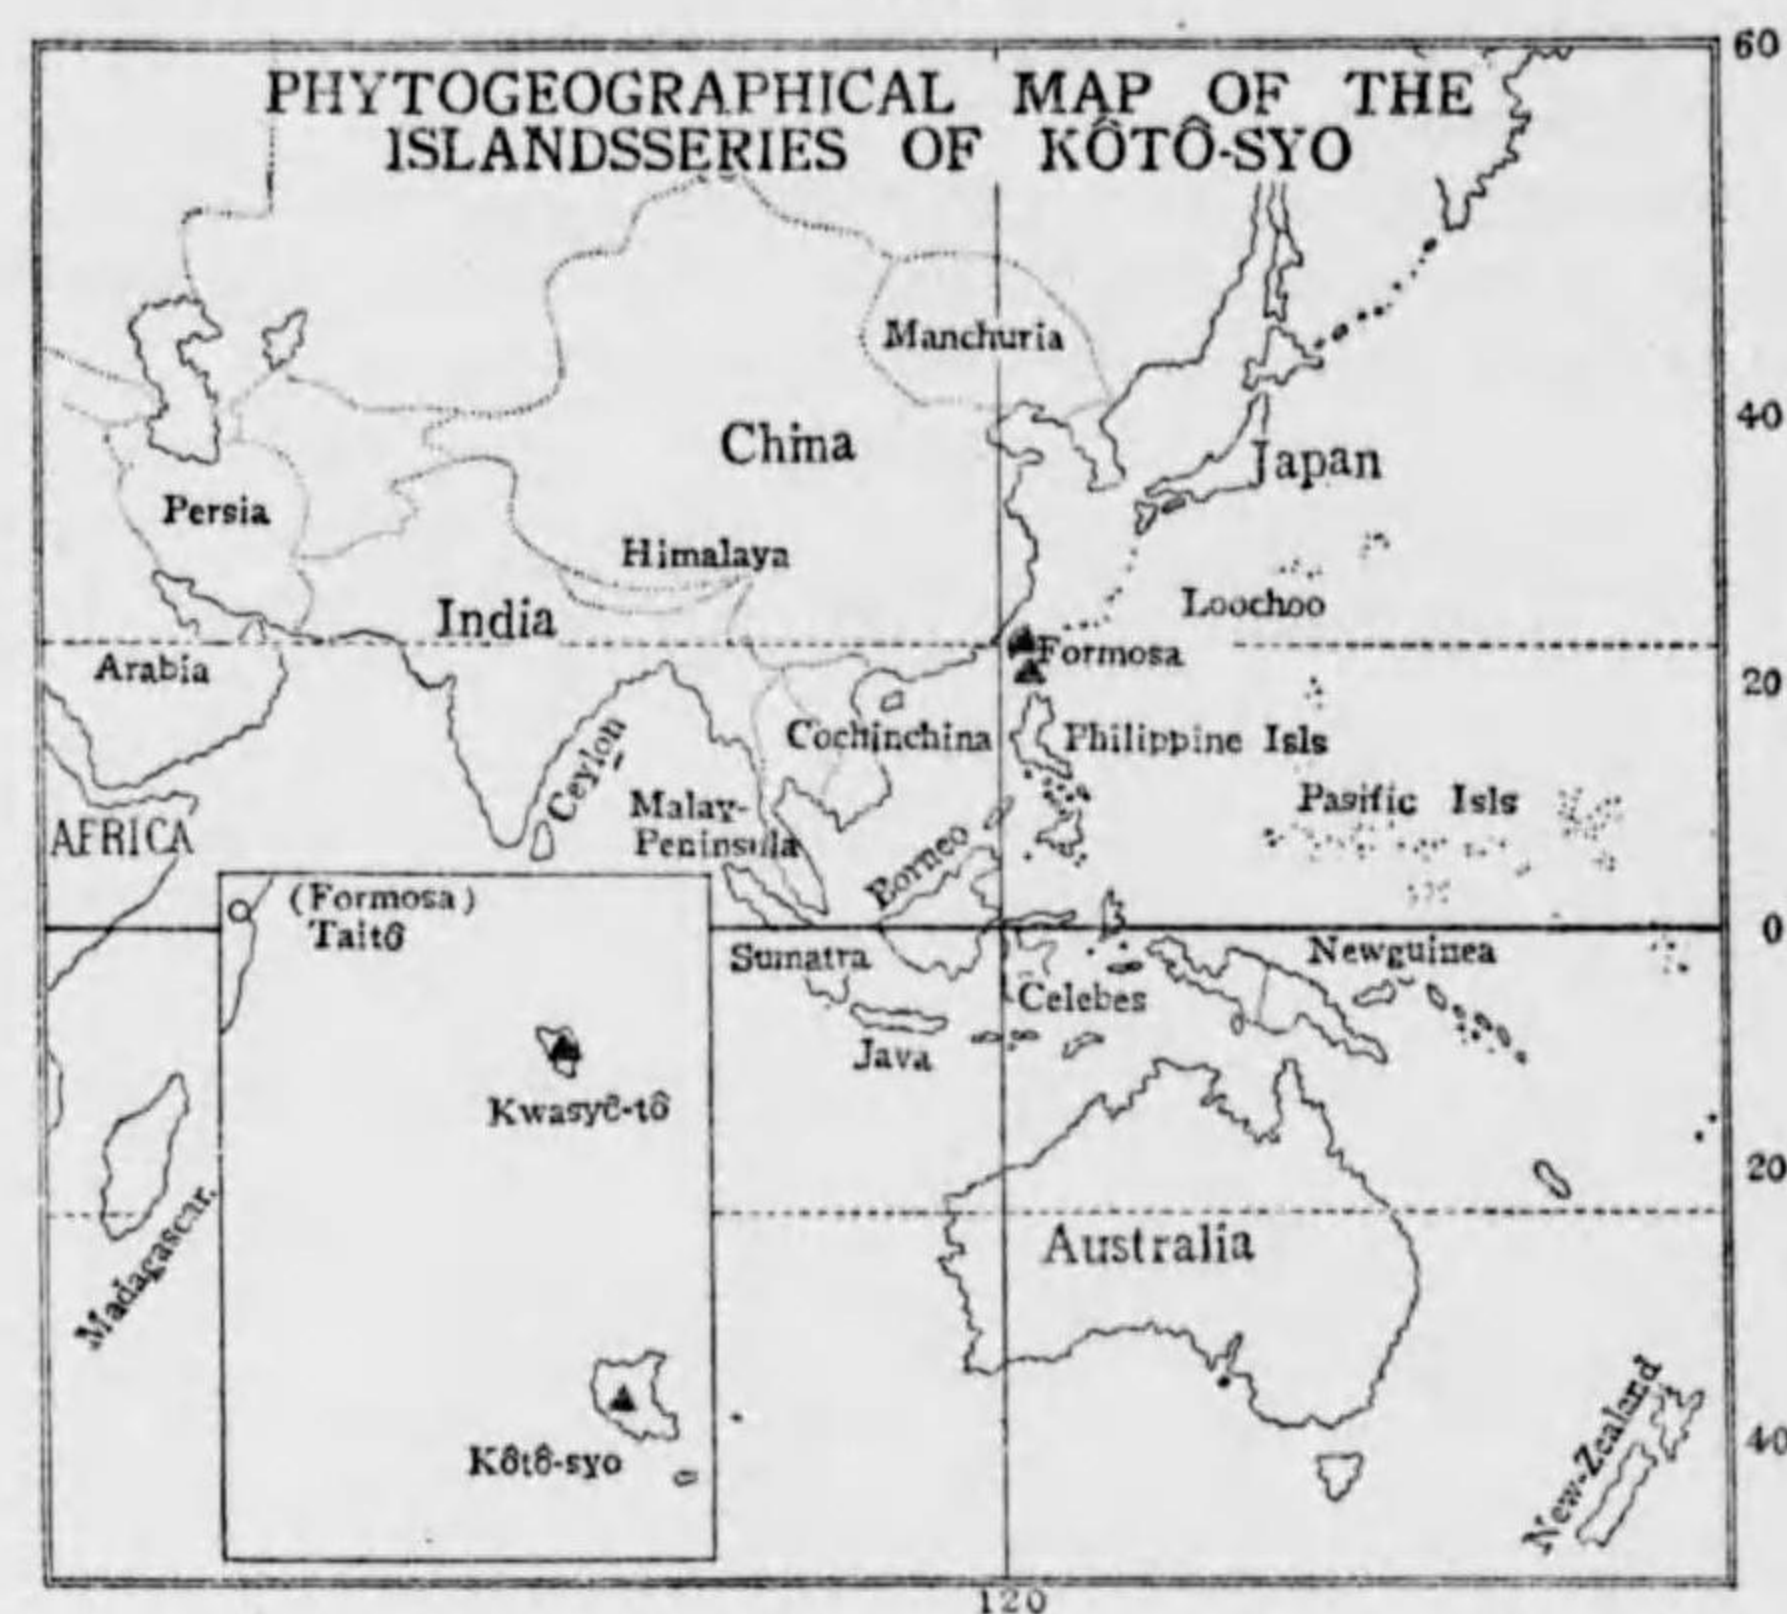 PHYTOGEOGRAPHICAL MAP OF THE
ISLANDSSERIES OF KÔTÔ-SYO
60
Manchuria
40
China
Japan
Persia
Himalaya
Loochoo
India
Formosa
Arabia
20
Cochinchina
Philippine Isls
Ceylon
Malay-
Peninsula
Pasific Isls
AFRICA
Borneo
(Formosa)
Taitô
0
Sumatra
Newguinea
Celebes
Java
Kwasyô-tô
20
Madagascar.
Australia
New-Zealand
40
Kôtô-syo
120